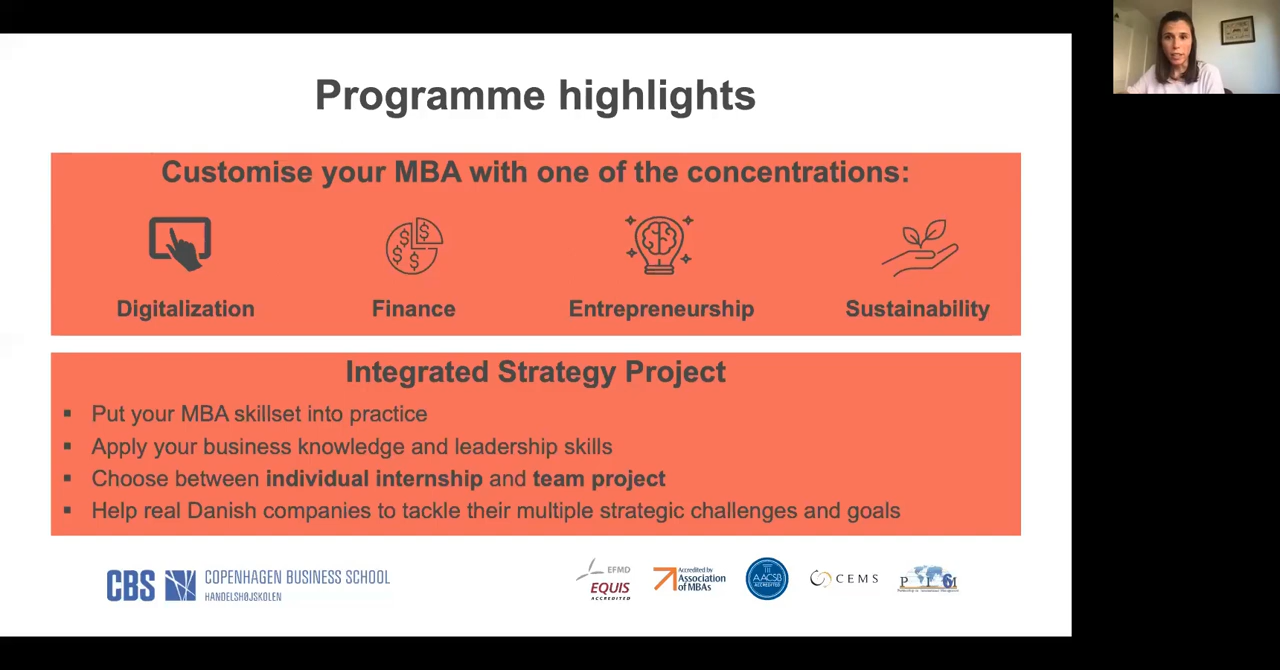 Programme highlights
Customise your MBA with one of the concentrations:
Digitalization
Finance
Entrepreneurship
Sustainability
Integrated Strategy Project
▪ Put your MBA skillset into practice
▪ Apply your business knowledge and leadership skills
▪ Choose between individual internship and team project
▪ Help real Danish companies to tackle their multiple strategic challenges and goals
CBS COPENHAGEN BUSINESS SCHOOL
HANDELSHØJSKOLEN
EFMD
EQUIS
ACCREDITED
Accredited by
Association
of MBAs
AACSB
ACCREDITED
CEMS
PIM